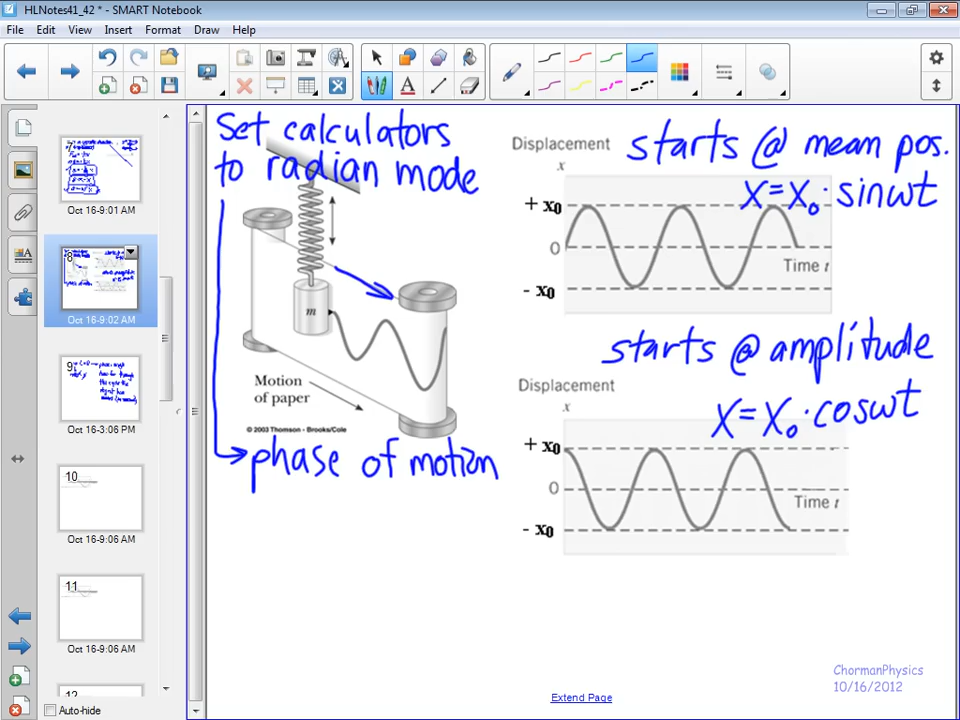 HLNotes41_42 * - SMART Notebook
File Edit View Insert Format Draw Help
Oct 16-9:01 AM
8
Oct 16-9:02 AM
9
Oct 16-3:06 PM
10
Oct 16-9:06 AM
11
Oct 16-9:06 AM
12
Auto-hide
Set calculators
to radian mode
m
Motion
of paper
© 2003 Thomson - Brooks/Cole
phase of motion
starts @ mean pos.
x = x₀ · sinωt
Displacement
x
+ x₀
0
- x₀
Time t
starts @ amplitude
x = x₀ · cosωt
Displacement
x
+ x₀
0
- x₀
Time t
Extend Page
ChormanPhysics
10/16/2012